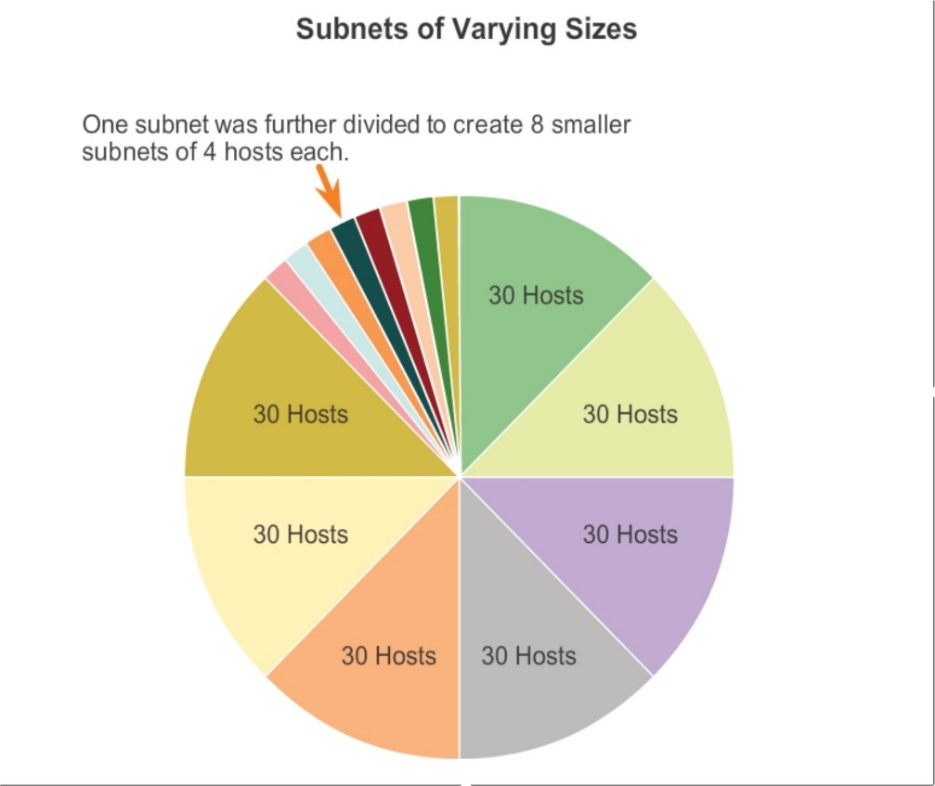 Subnets of Varying Sizes
One subnet was further divided to create 8 smaller
subnets of 4 hosts each.
30 Hosts
30 Hosts
30 Hosts
30 Hosts
30 Hosts
30 Hosts
30 Hosts